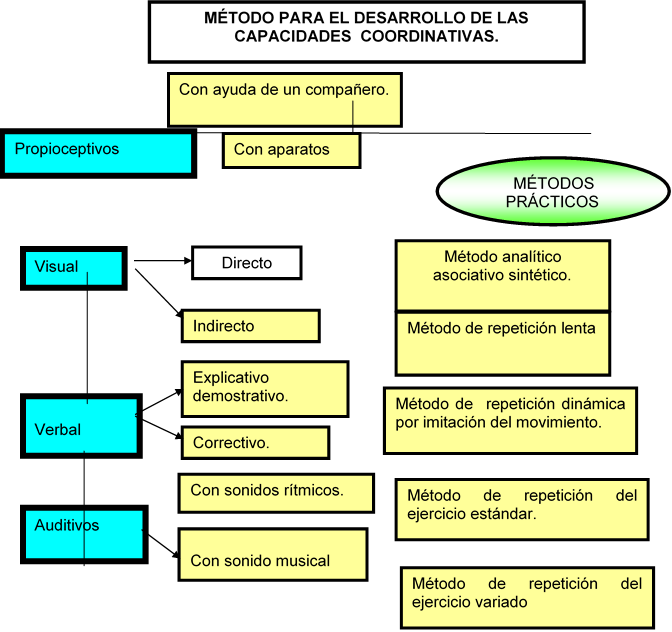 MÉTODO PARA EL DESARROLLO DE LAS
CAPACIDADES COORDINATIVAS.
Con ayuda de un compañero.
Propioceptivos
Con aparatos
MÉTODOS
PRÁCTICOS
Visual
Directo
Indirecto
Método analítico
asociativo sintético.
Método de repetición lenta
Explicativo
demostrativo.
Verbal
Correctivo.
Método de repetición dinámica
por imitación del movimiento.
Con sonidos rítmicos.
Auditivos
Con sonido musical
Método de repetición del
ejercicio estándar.
Método de repetición del
ejercicio variado